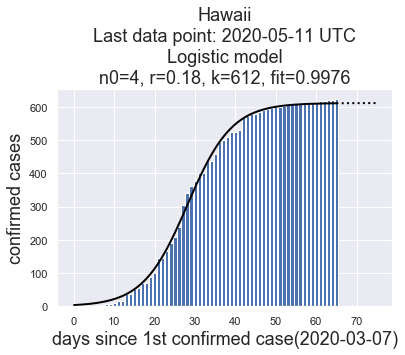 Hawaii
Last data point: 2020-05-11 UTC
Logistic model
n0=4, r=0.18, k=612, fit=0.9976
600
500
400
300
200
100
0
confirmed cases
0 10 20 30 40 50 60 70
days since 1st confirmed case(2020-03-07)